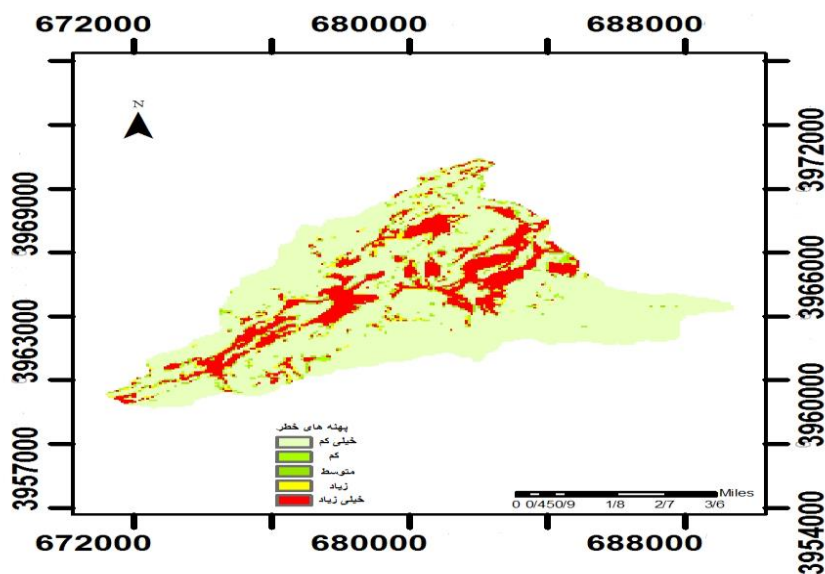 672000 680000 688000
N
3972000
3969000
3966000
3963000
3960000
3957000
3954000
پهنه های خطر
خیلی کم
کم
متوسط
زیاد
خیلی زیاد
Miles
0 0/450/9 1/8 2/7 3/6
672000 680000 688000